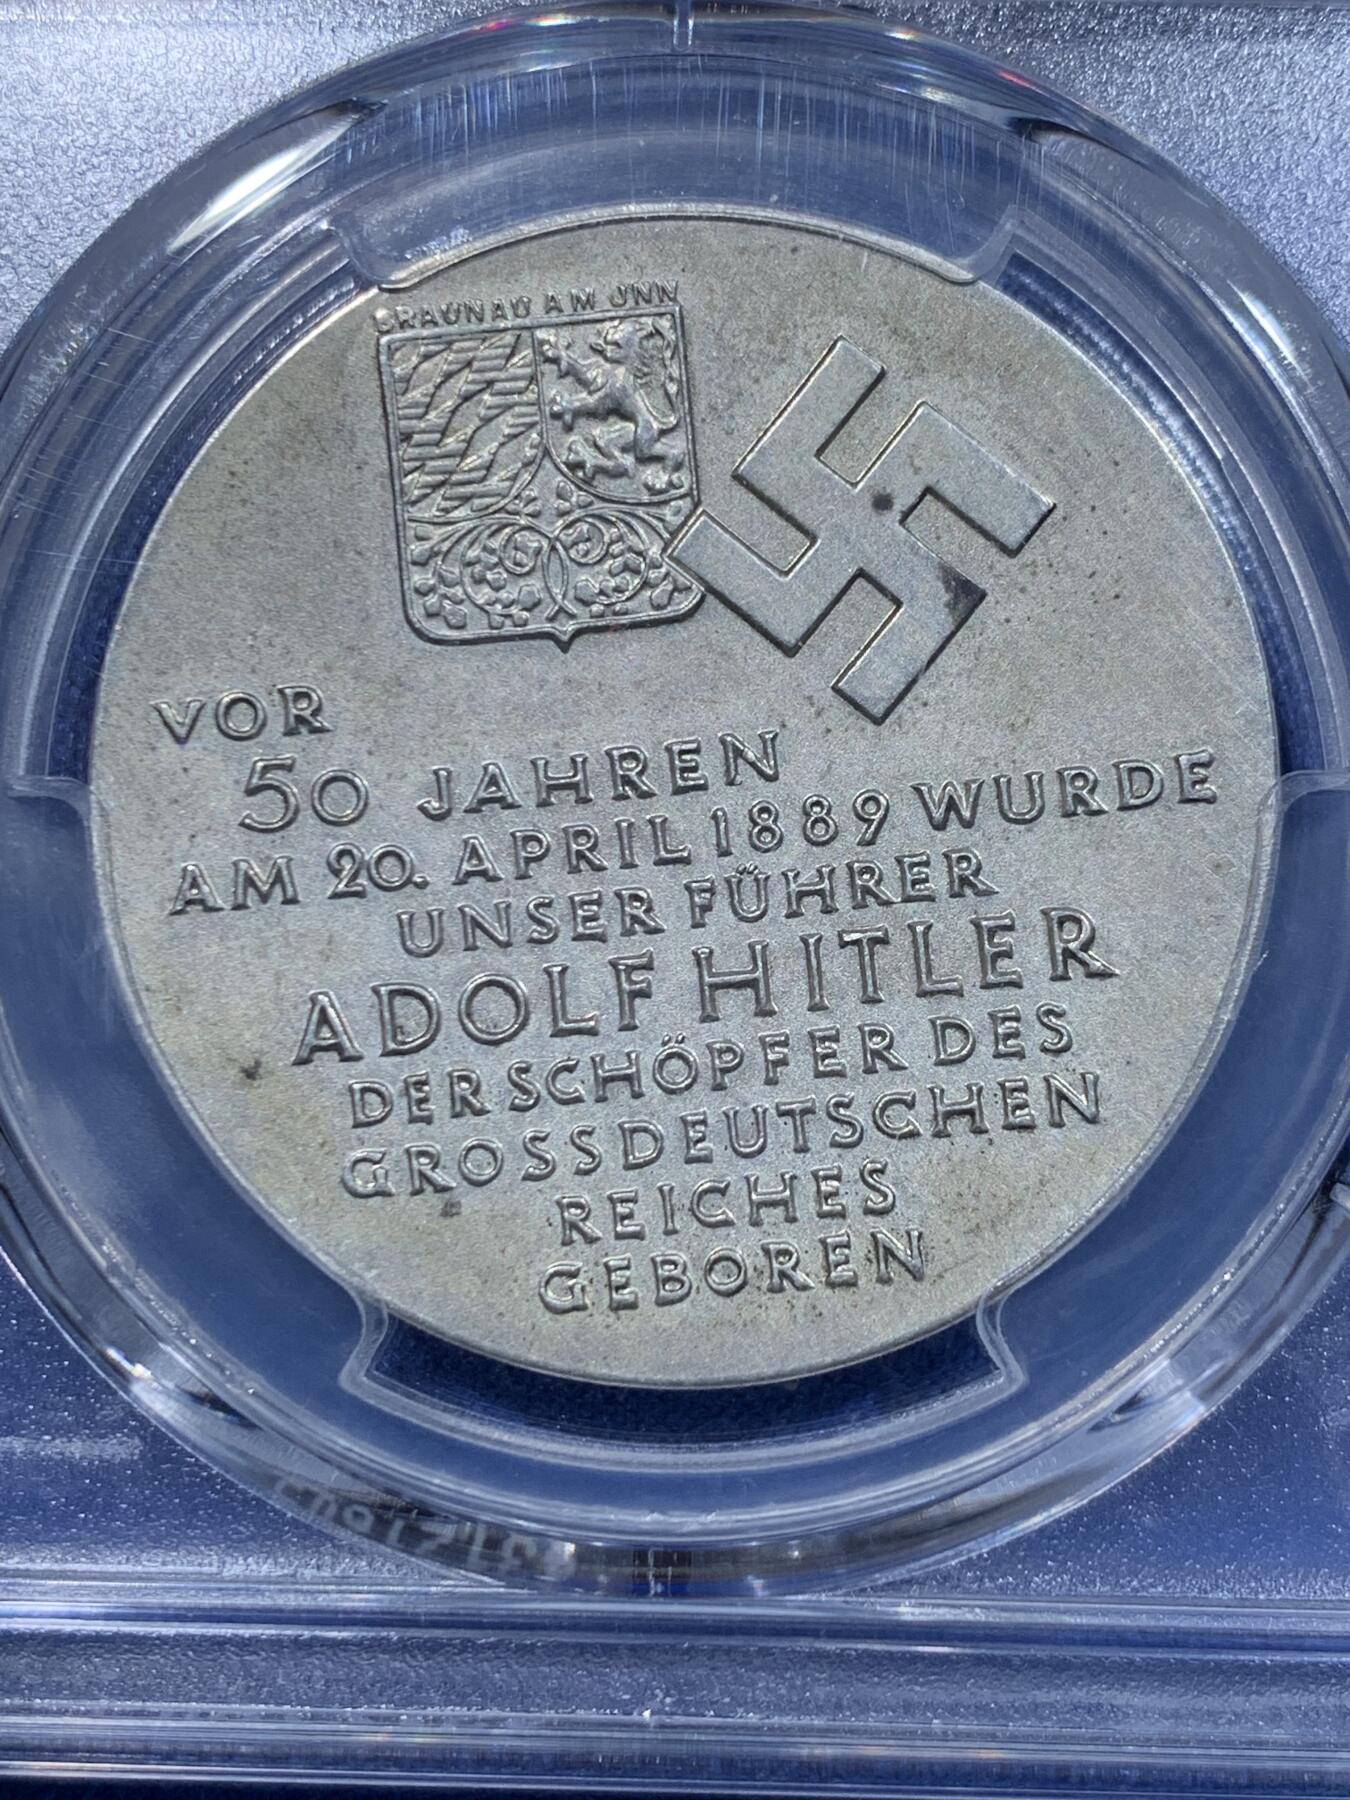 BRAUNAU AM JNN
VOR
50 JAHREN
AM 20. APRIL 1889 WURDE
UNSER FÜHRER
ADOLF HITLER
DER SCHÖPFER DES
GROSSDEUTSCHEN
REICHES
GEBOREN